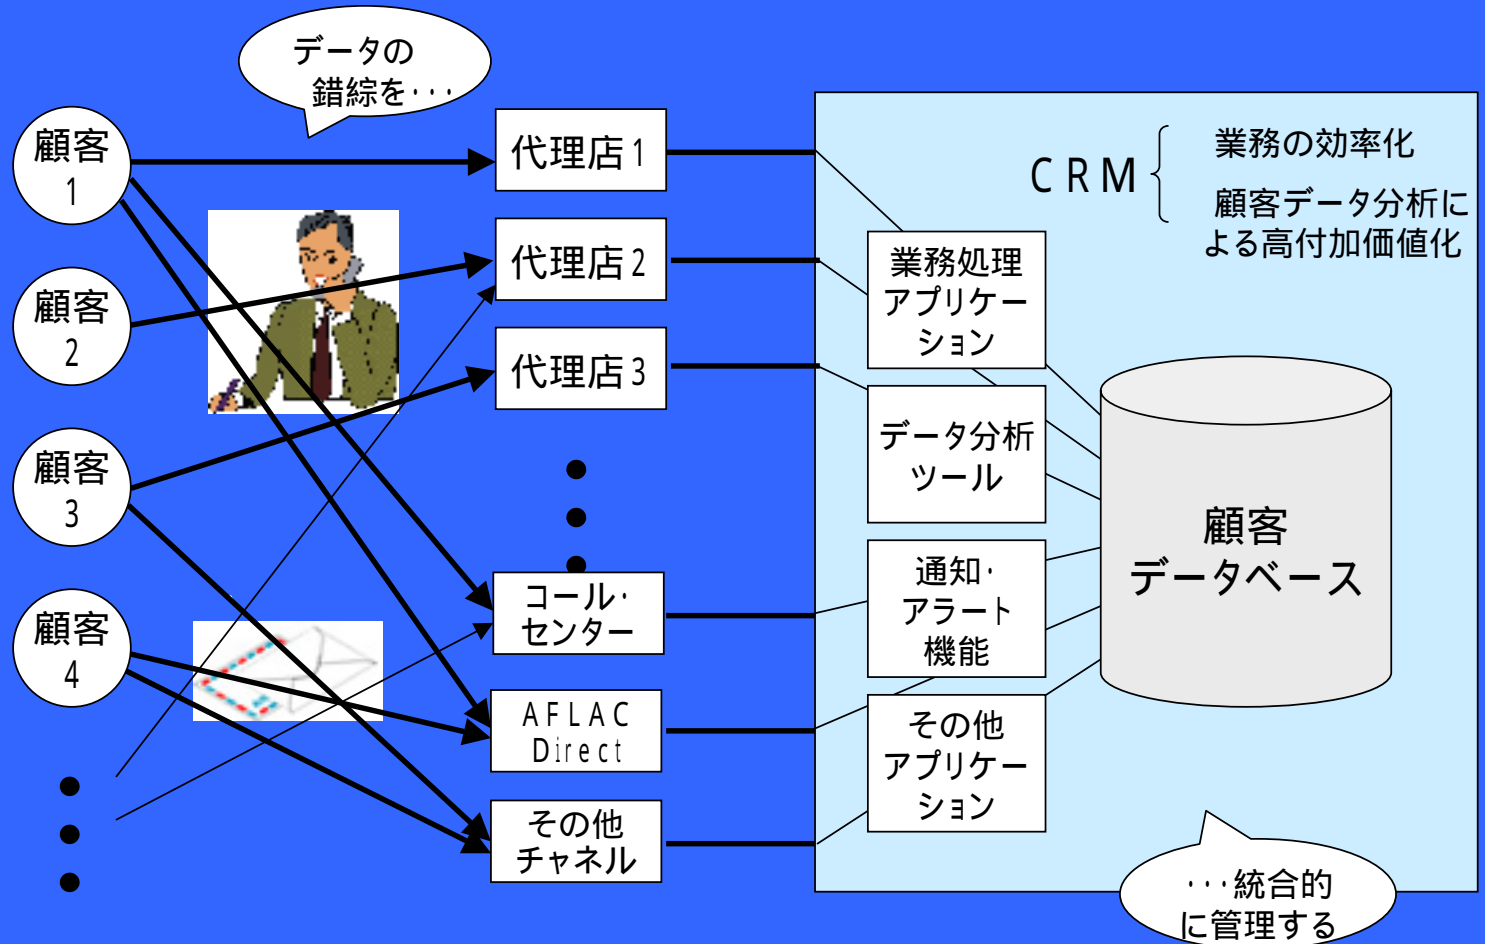 データの
錯綜を･･･
顧客
1
顧客
2
顧客
3
顧客
4
代理店1
代理店2
代理店3
コール･
センター
AFLAC
Direct
その他
チャネル
CRM
業務の効率化
顧客データ分析に
よる高付加価値化
業務処理
アプリケー
ション
データ分析
ツール
通知･
アラート
機能
その他
アプリケー
ション
顧客
データベース
･･･統合的
に管理する